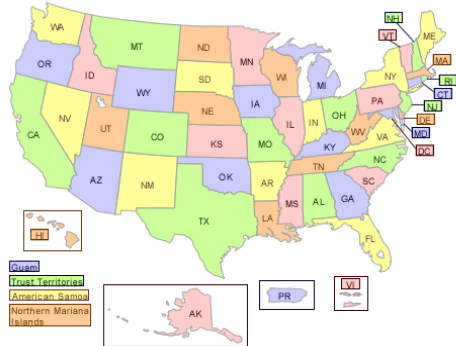 WA
MT
ND
MN
VT
NH
ME
OR
ID
SD
WI
MI
NY
MA
RI
CT
WY
IA
PA
NJ
NV
UT
NE
IL
IN
OH
DE
MD
DC
CA
CO
KS
MO
KY
WV
VA
AZ
NM
OK
AR
TN
NC
SC
TX
LA
MS
AL
GA
FL
HI
Guam
Trust Territories
American Samoa
Northern Mariana
Islands
AK
PR
VI